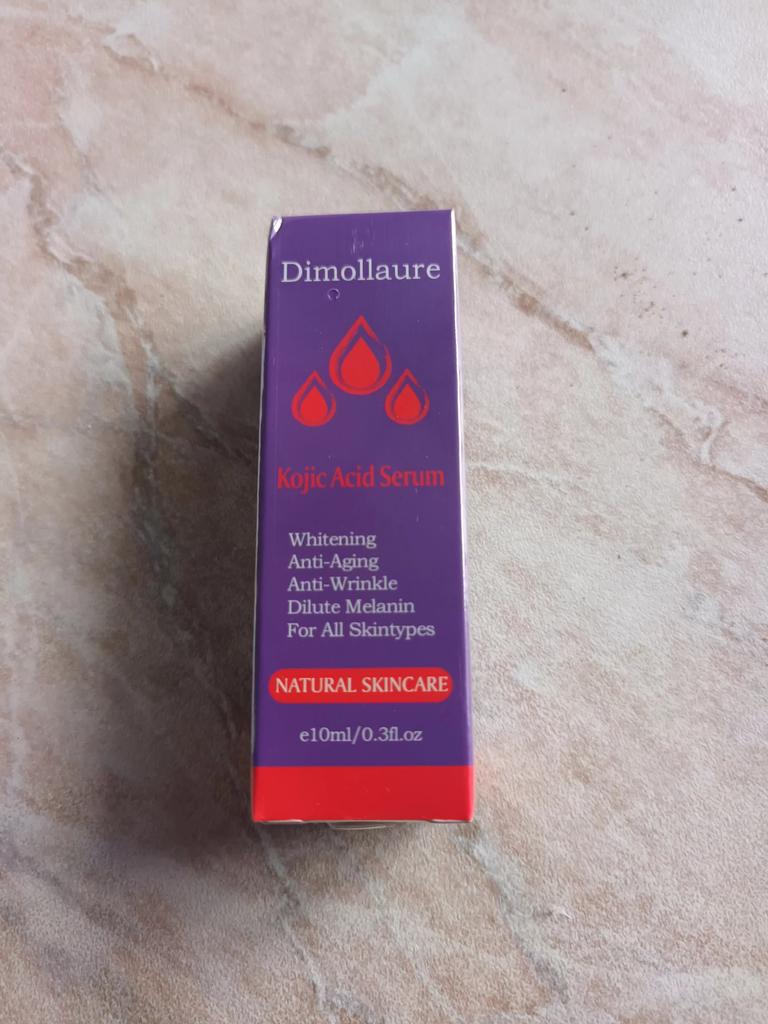 Dimollaure
Kojic Acid Serum
Whitening
Anti-Aging
Anti-Wrinkle
Dilute Melanin
For All Skintypes
NATURAL SKINCARE
e10ml/0.3fl.oz